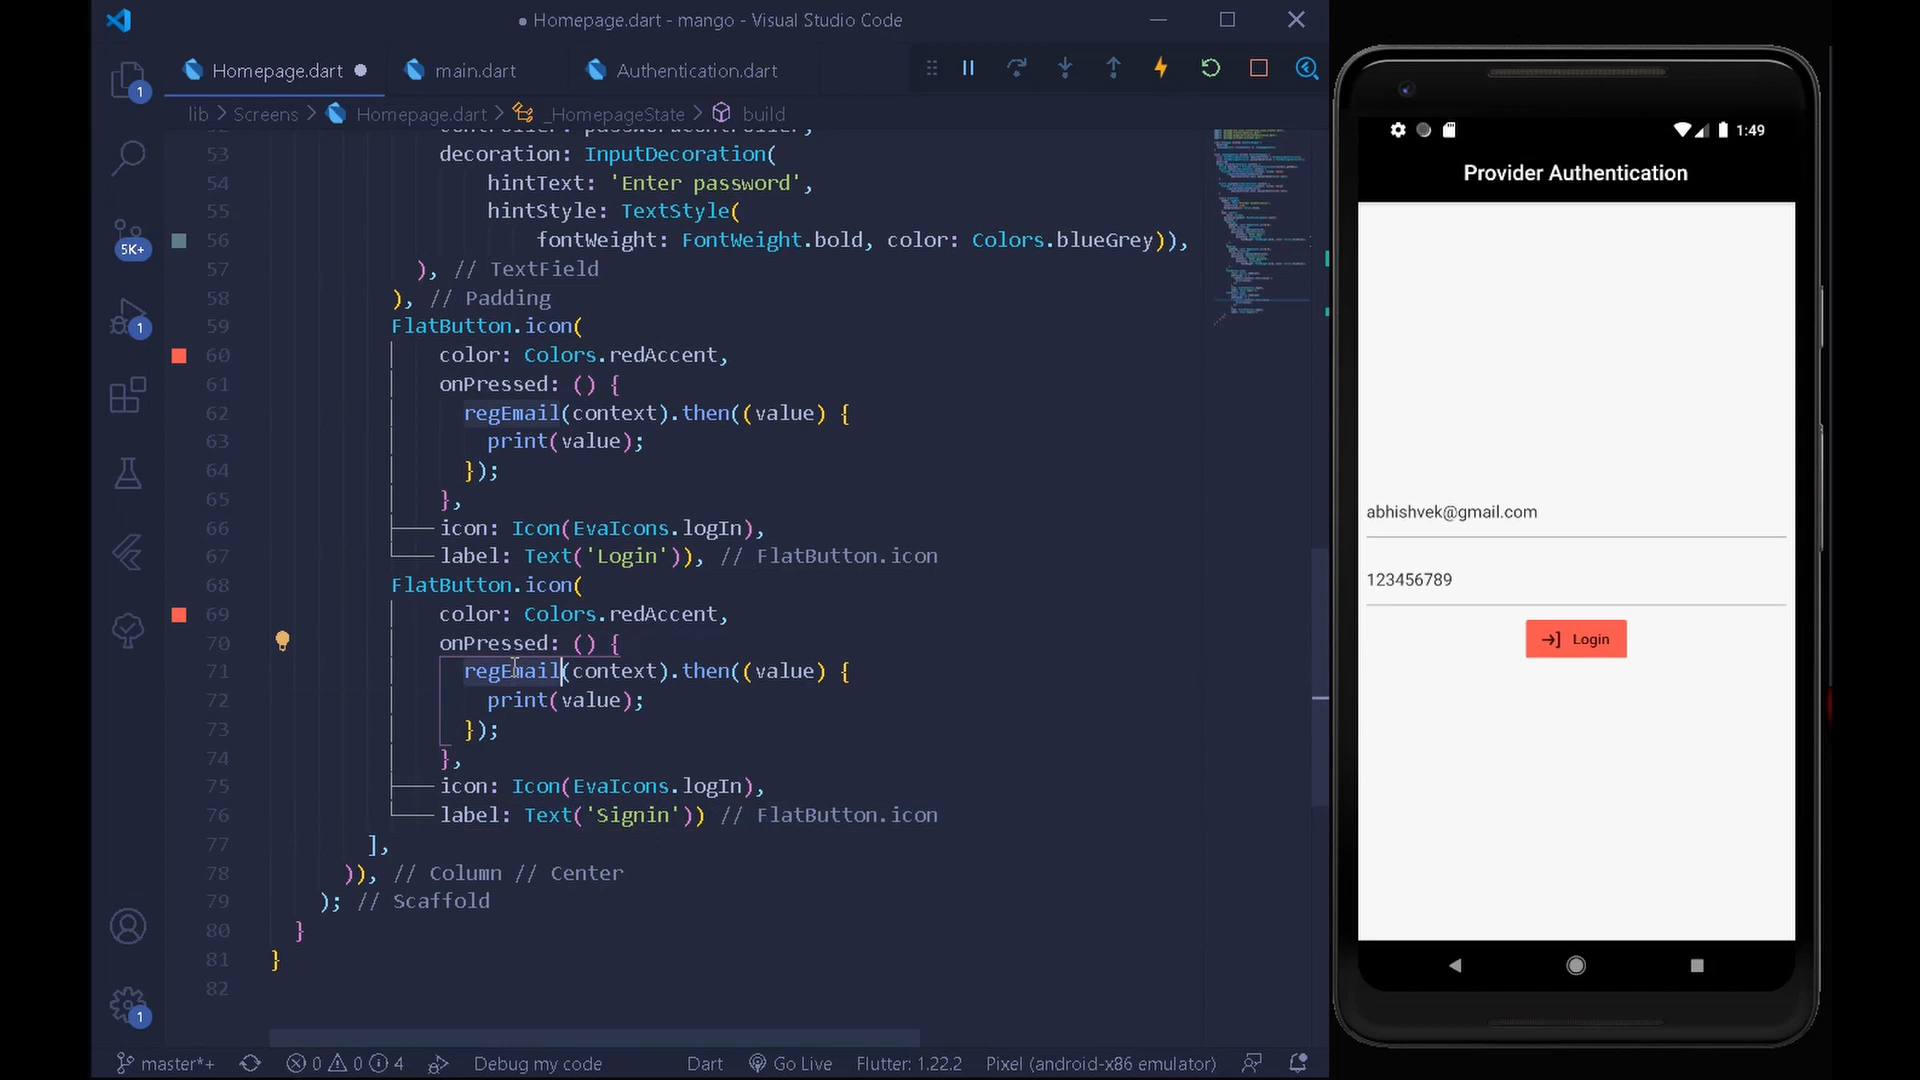 ● Homepage.dart - mango - Visual Studio Code
Homepage.dart ●
main.dart
Authentication.dart
lib > Screens > Homepage.dart > _HomepageState > build
53 decoration: InputDecoration(
54 hintText: 'Enter password',
55 hintStyle: TextStyle(
56 fontWeight: FontWeight.bold, color: Colors.blueGrey)),
57 ), // TextField
58 ), // Padding
59 FlatButton.icon(
60 color: Colors.redAccent,
61 onPressed: () {
62 regEmail(context).then((value) {
63 print(value);
64 });
65 },
66 icon: Icon(EvaIcons.logIn),
67 label: Text('Login')), // FlatButton.icon
68 FlatButton.icon(
69 color: Colors.redAccent,
70 onPressed: () {
71 regEmail(context).then((value) {
72 print(value);
73 });
74 },
75 icon: Icon(EvaIcons.logIn),
76 label: Text('Signin')) // FlatButton.icon
77 ],
78 )), // Column // Center
79 ); // Scaffold
80 }
81 }
82
1
5K+
1
1
master*+
0 0 4
Debug my code
Dart
Go Live
Flutter: 1.22.2
Pixel (android-x86 emulator)
1:49
Provider Authentication
abhishvek@gmail.com
123456789
Login